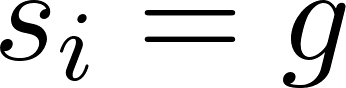 s_i = g